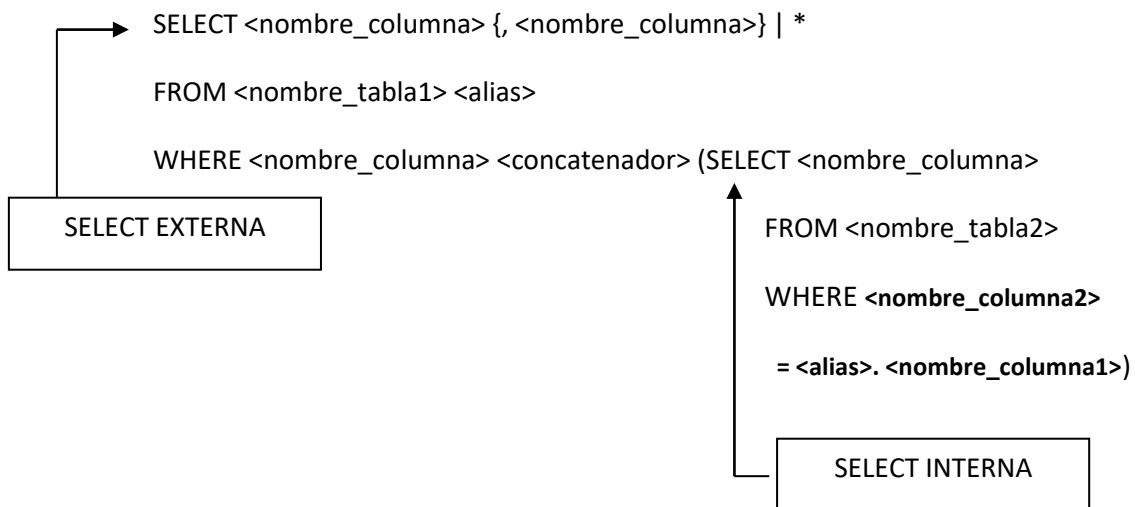 SELECT <nombre_columna> {, <nombre_columna>} | *
FROM <nombre_tabla1> <alias>
WHERE <nombre_columna> <concatenador> (SELECT <nombre_columna>
SELECT EXTERNA
FROM <nombre_tabla2>
WHERE <nombre_columna2>
= <alias>. <nombre_columna1>)
SELECT INTERNA